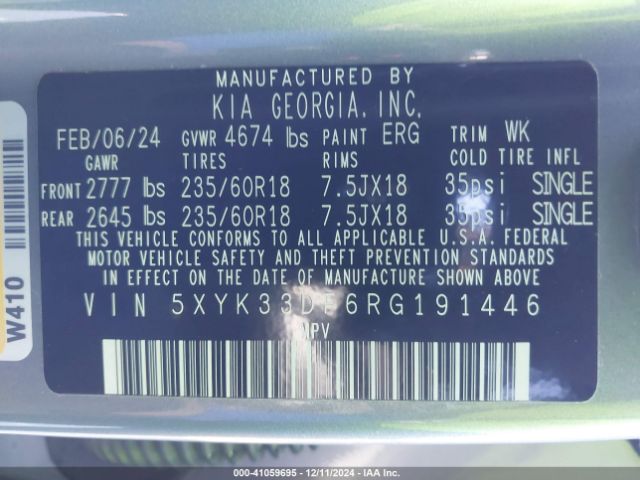 MANUFACTURED BY
KIA GEORGIA, INC.
FEB/06/24 GVWR 4674 lbs PAINT ERG TRIM WK
GAWR TIRES RIMS COLD TIRE INFL
FRONT 2777 lbs 235/60R18 7.5JX18 35psi SINGLE
REAR 2645 lbs 235/60R18 7.5JX18 35psi SINGLE
THIS VEHICLE CONFORMS TO ALL APPLICABLE U.S.A. FEDERAL
MOTOR VEHICLE SAFETY AND THEFT PREVENTION STANDARDS
IN EFFECT ON THE DATE OF MANUFACTURE SHOWN ABOVE.
VIN 5XYK33DF6RG191446
MPV
W410
000-41059695 - 12/11/2024 - IAA Inc.